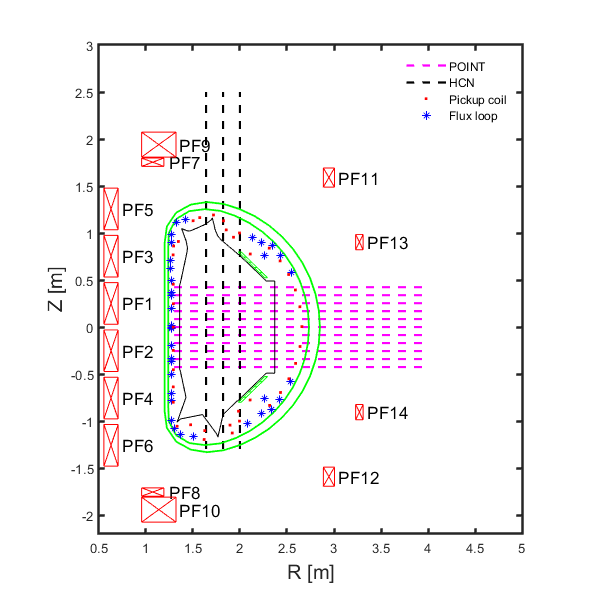 3
2.5
2
1.5
1
0.5
0
-0.5
-1
-1.5
-2
Z [m]
POINT
HCN
Pickup coil
Flux loop
PF9
PF7
PF11
PF5
PF13
PF3
PF1
PF2
PF4
PF14
PF6
PF12
PF8
PF10
0.5 1 1.5 2 2.5 3 3.5 4 4.5 5
R [m]